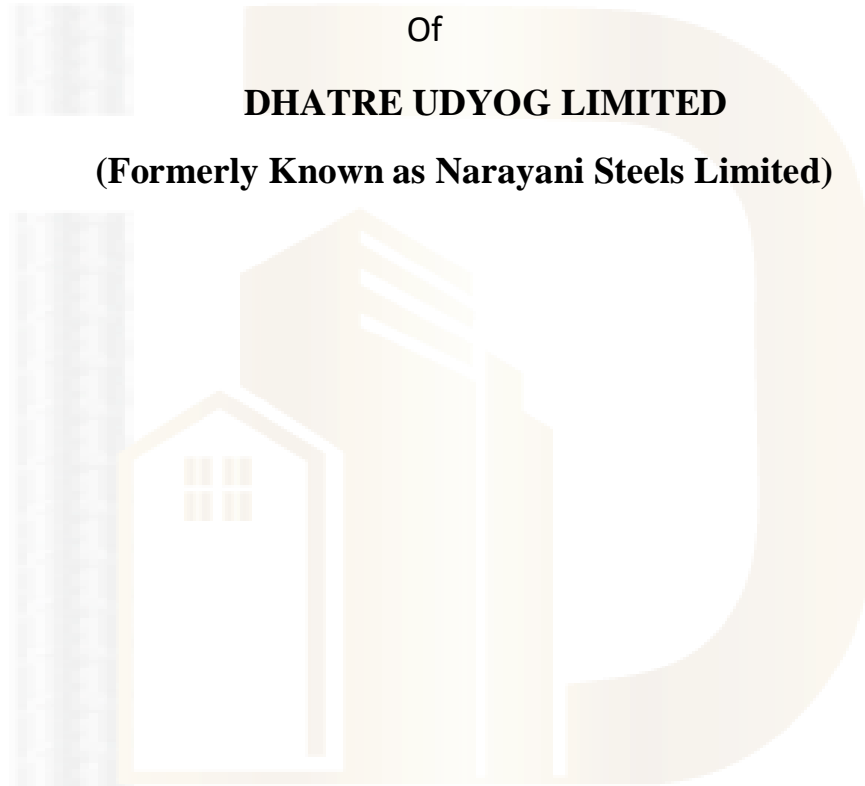 Of
DHATRE UDYOG LIMITED
(Formerly Known as Narayani Steels Limited)